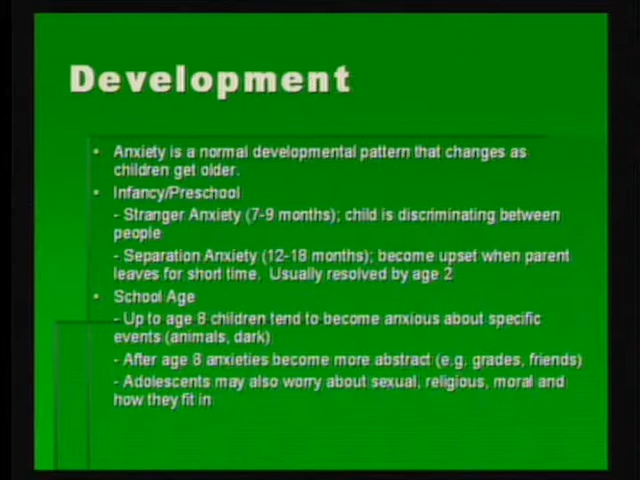 Development
• Anxiety is a normal developmental pattern that changes as
children get older.
• Infancy/Preschool
- Stranger Anxiety (7-9 months); child is discriminating between
people
- Separation Anxiety (12-18 months); become upset when parent
leaves for short time. Usually resolved by age 2
• School Age
- Up to age 8 children tend to become anxious about specific
events (animals, dark)
- After age 8 anxieties become more abstract (e.g. grades, friends)
- Adolescents may also worry about sexual, religious, moral and
how they fit in